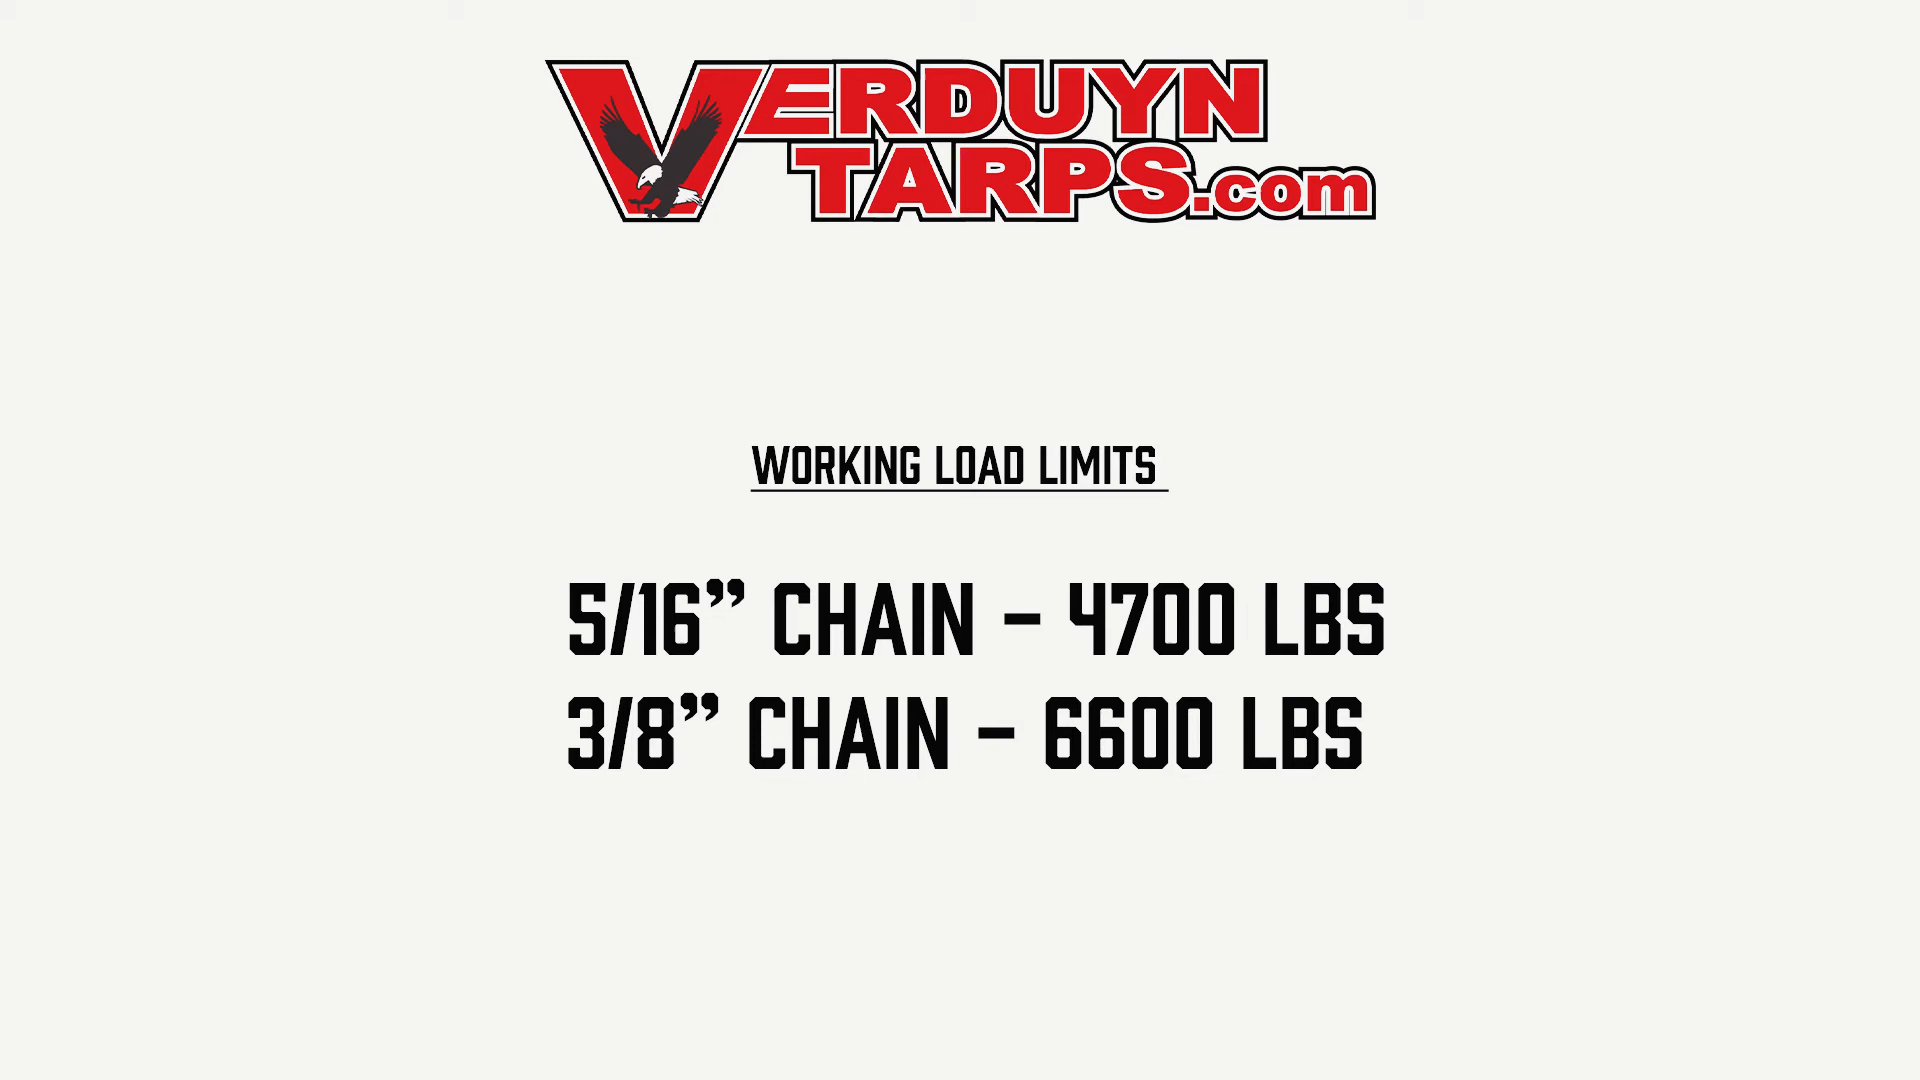 VERDUYN
TARPS.com
WORKING LOAD LIMITS
5/16” CHAIN – 4700 LBS
3/8” CHAIN – 6600 LBS